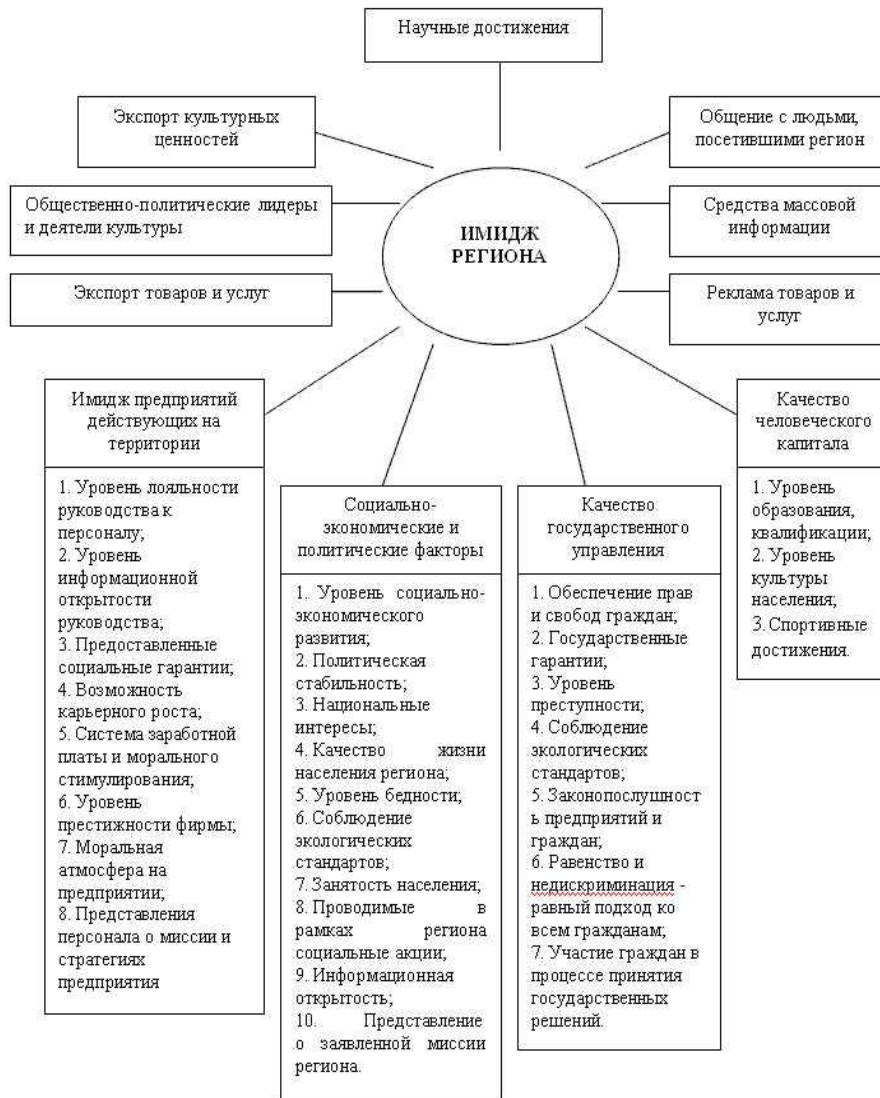 Научные достижения
Экспорт культурных
ценностей
Общение с людьми,
посетившими регион
Общественно-политические лидеры
и деятели культуры
Средства массовой
информации
ИМИДЖ
РЕГИОНА
Экспорт товаров и услуг
Реклама товаров и
услуг
Имидж предприятий
действующих на
территории
1. Уровень лояльности
руководства к
персоналу;
2. Уровень
информационной
открытости
руководства;
3. Предоставленные
социальные гарантии;
4. Возможность
карьерного роста;
5. Система заработной
платы и морального
стимулирования;
6. Уровень
престижности фирмы;
7. Моральная
атмосфера на
предприятии;
8. Представления
персонала о миссии и
стратегиях
предприятия
Социально-
экономические и
политические факторы
1. Уровень социально-
экономического
развития;
2. Политическая
стабильность;
3. Национальные
интересы;
4. Качество жизни
населения региона;
5. Уровень бедности;
6. Соблюдение
экологических
стандартов;
7. Занятость населения;
8. Проводимые в
рамках региона
социальные акции;
9. Информационная
открытость;
10. Представление
о заявленной миссии
региона.
Качество
государственного
управления
1. Обеспечение прав
и свобод граждан;
2. Государственные
гарантии;
3. Уровень
преступности;
4. Соблюдение
экологических
стандартов;
5. Законопослушност
ь предприятий и
граждан;
6. Равенство и
недискриминация -
равный подход ко
всем гражданам;
7. Участие граждан в
процессе принятия
государственных
решений.
Качество
человеческого
капитала
1. Уровень
образования,
квалификации;
2. Уровень
культуры
населения;
3. Спортивные
достижения.